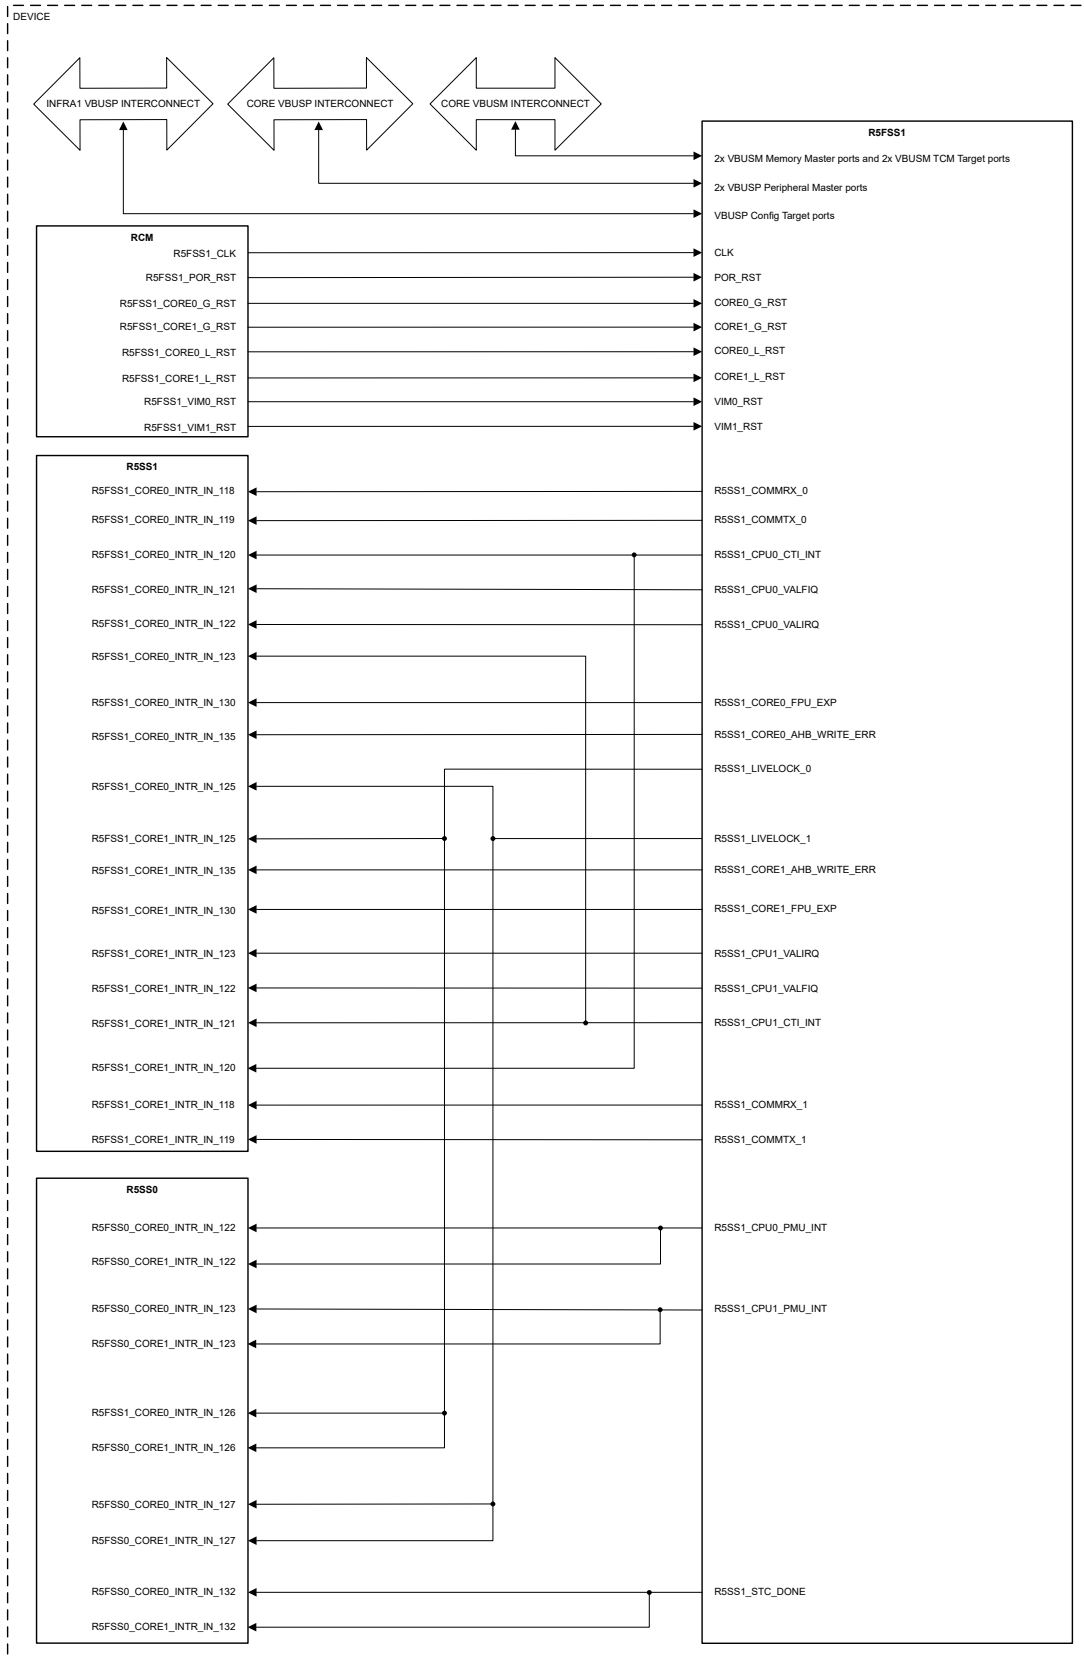 DEVICE
INFRA1 VBUSP INTERCONNECT
CORE VBUSP INTERCONNECT
CORE VBUSM INTERCONNECT
R5FSS1
2x VBUSM Memory Master ports and 2x VBUSM TCM Target ports
2x VBUSP Peripheral Master ports
VBUSP Config Target ports
RCM
R5FSS1_CLK
CLK
R5FSS1_POR_RST
POR_RST
R5FSS1_CORE0_G_RST
CORE0_G_RST
R5FSS1_CORE1_G_RST
CORE1_G_RST
R5FSS1_CORE0_L_RST
CORE0_L_RST
R5FSS1_CORE1_L_RST
CORE1_L_RST
R5FSS1_VIM0_RST
VIM0_RST
R5FSS1_VIM1_RST
VIM1_RST
R5SS1
R5FSS1_CORE0_INTR_IN_118
R5SS1_COMMRX_0
R5FSS1_CORE0_INTR_IN_119
R5SS1_COMMTX_0
R5FSS1_CORE0_INTR_IN_120
R5SS1_CPU0_CTI_INT
R5FSS1_CORE0_INTR_IN_121
R5SS1_CPU0_VALFIQ
R5FSS1_CORE0_INTR_IN_122
R5SS1_CPU0_VALIRQ
R5FSS1_CORE0_INTR_IN_123
R5FSS1_CORE0_INTR_IN_130
R5SS1_CORE0_FPU_EXP
R5FSS1_CORE0_INTR_IN_135
R5SS1_CORE0_AHB_WRITE_ERR
R5SS1_LIVELOCK_0
R5FSS1_CORE0_INTR_IN_125
R5FSS1_CORE1_INTR_IN_125
R5SS1_LIVELOCK_1
R5FSS1_CORE1_INTR_IN_135
R5SS1_CORE1_AHB_WRITE_ERR
R5FSS1_CORE1_INTR_IN_130
R5SS1_CORE1_FPU_EXP
R5FSS1_CORE1_INTR_IN_123
R5SS1_CPU1_VALIRQ
R5FSS1_CORE1_INTR_IN_122
R5SS1_CPU1_VALFIQ
R5FSS1_CORE1_INTR_IN_121
R5SS1_CPU1_CTI_INT
R5FSS1_CORE1_INTR_IN_120
R5FSS1_CORE1_INTR_IN_118
R5SS1_COMMRX_1
R5FSS1_CORE1_INTR_IN_119
R5SS1_COMMTX_1
R5SS0
R5FSS0_CORE0_INTR_IN_122
R5SS1_CPU0_PMU_INT
R5FSS0_CORE1_INTR_IN_122
R5FSS0_CORE0_INTR_IN_123
R5SS1_CPU1_PMU_INT
R5FSS0_CORE1_INTR_IN_123
R5FSS1_CORE0_INTR_IN_126
R5FSS0_CORE1_INTR_IN_126
R5FSS0_CORE0_INTR_IN_127
R5FSS0_CORE1_INTR_IN_127
R5FSS0_CORE0_INTR_IN_132
R5SS1_STC_DONE
R5FSS0_CORE1_INTR_IN_132